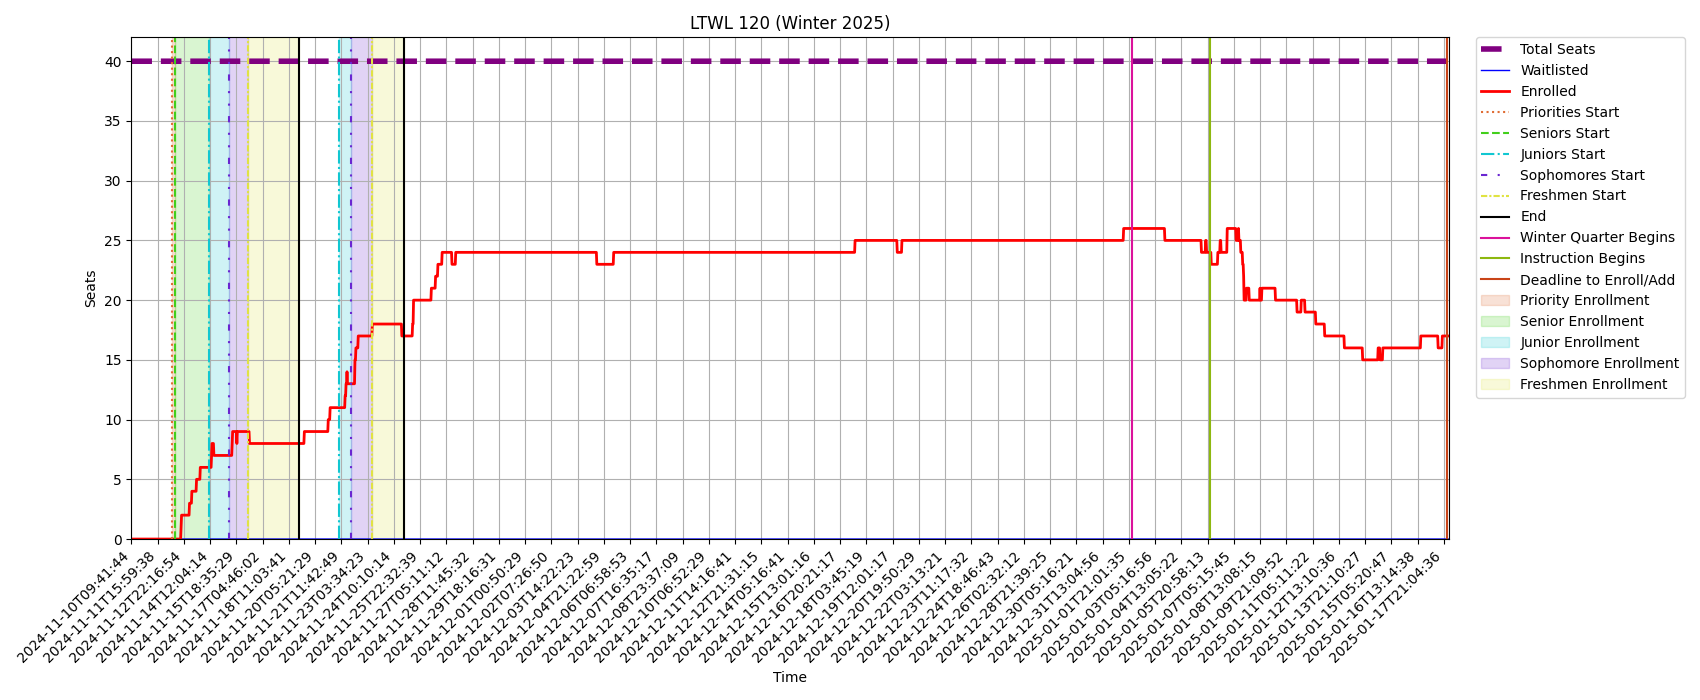 LTWL 120 (Winter 2025)
Seats
40
35
30
25
20
15
10
5
0
2024-11-10T09:41:44
2024-11-11T15:59:38
2024-11-12T22:16:54
2024-11-14T12:04:14
2024-11-15T18:35:29
2024-11-17T04:46:02
2024-11-18T11:03:41
2024-11-20T05:21:29
2024-11-21T11:42:49
2024-11-23T03:34:23
2024-11-24T10:10:14
2024-11-25T22:32:39
2024-11-27T05:11:12
2024-11-28T11:45:32
2024-11-29T18:16:31
2024-12-01T00:50:29
2024-12-02T07:26:50
2024-12-03T14:22:23
2024-12-04T21:22:59
2024-12-06T06:58:53
2024-12-07T16:35:17
2024-12-08T23:37:09
2024-12-10T06:52:29
2024-12-11T14:16:41
2024-12-12T21:31:15
2024-12-14T05:16:41
2024-12-15T13:01:16
2024-12-16T20:21:17
2024-12-18T03:45:19
2024-12-19T12:01:17
2024-12-20T19:50:29
2024-12-22T03:13:21
2024-12-23T11:17:32
2024-12-24T18:46:43
2024-12-26T02:32:12
2024-12-28T21:39:25
2024-12-30T05:16:21
2024-12-31T13:04:56
2025-01-01T21:01:35
2025-01-03T05:16:56
2025-01-04T13:05:22
2025-01-05T20:58:13
2025-01-07T05:15:45
2025-01-08T13:08:15
2025-01-09T21:09:52
2025-01-11T05:11:22
2025-01-12T13:10:36
2025-01-13T21:10:27
2025-01-15T05:20:47
2025-01-16T13:14:38
2025-01-17T21:04:36
Time
Total Seats
Waitlisted
Enrolled
Priorities Start
Seniors Start
Juniors Start
Sophomores Start
Freshmen Start
End
Winter Quarter Begins
Instruction Begins
Deadline to Enroll/Add
Priority Enrollment
Senior Enrollment
Junior Enrollment
Sophomore Enrollment
Freshmen Enrollment